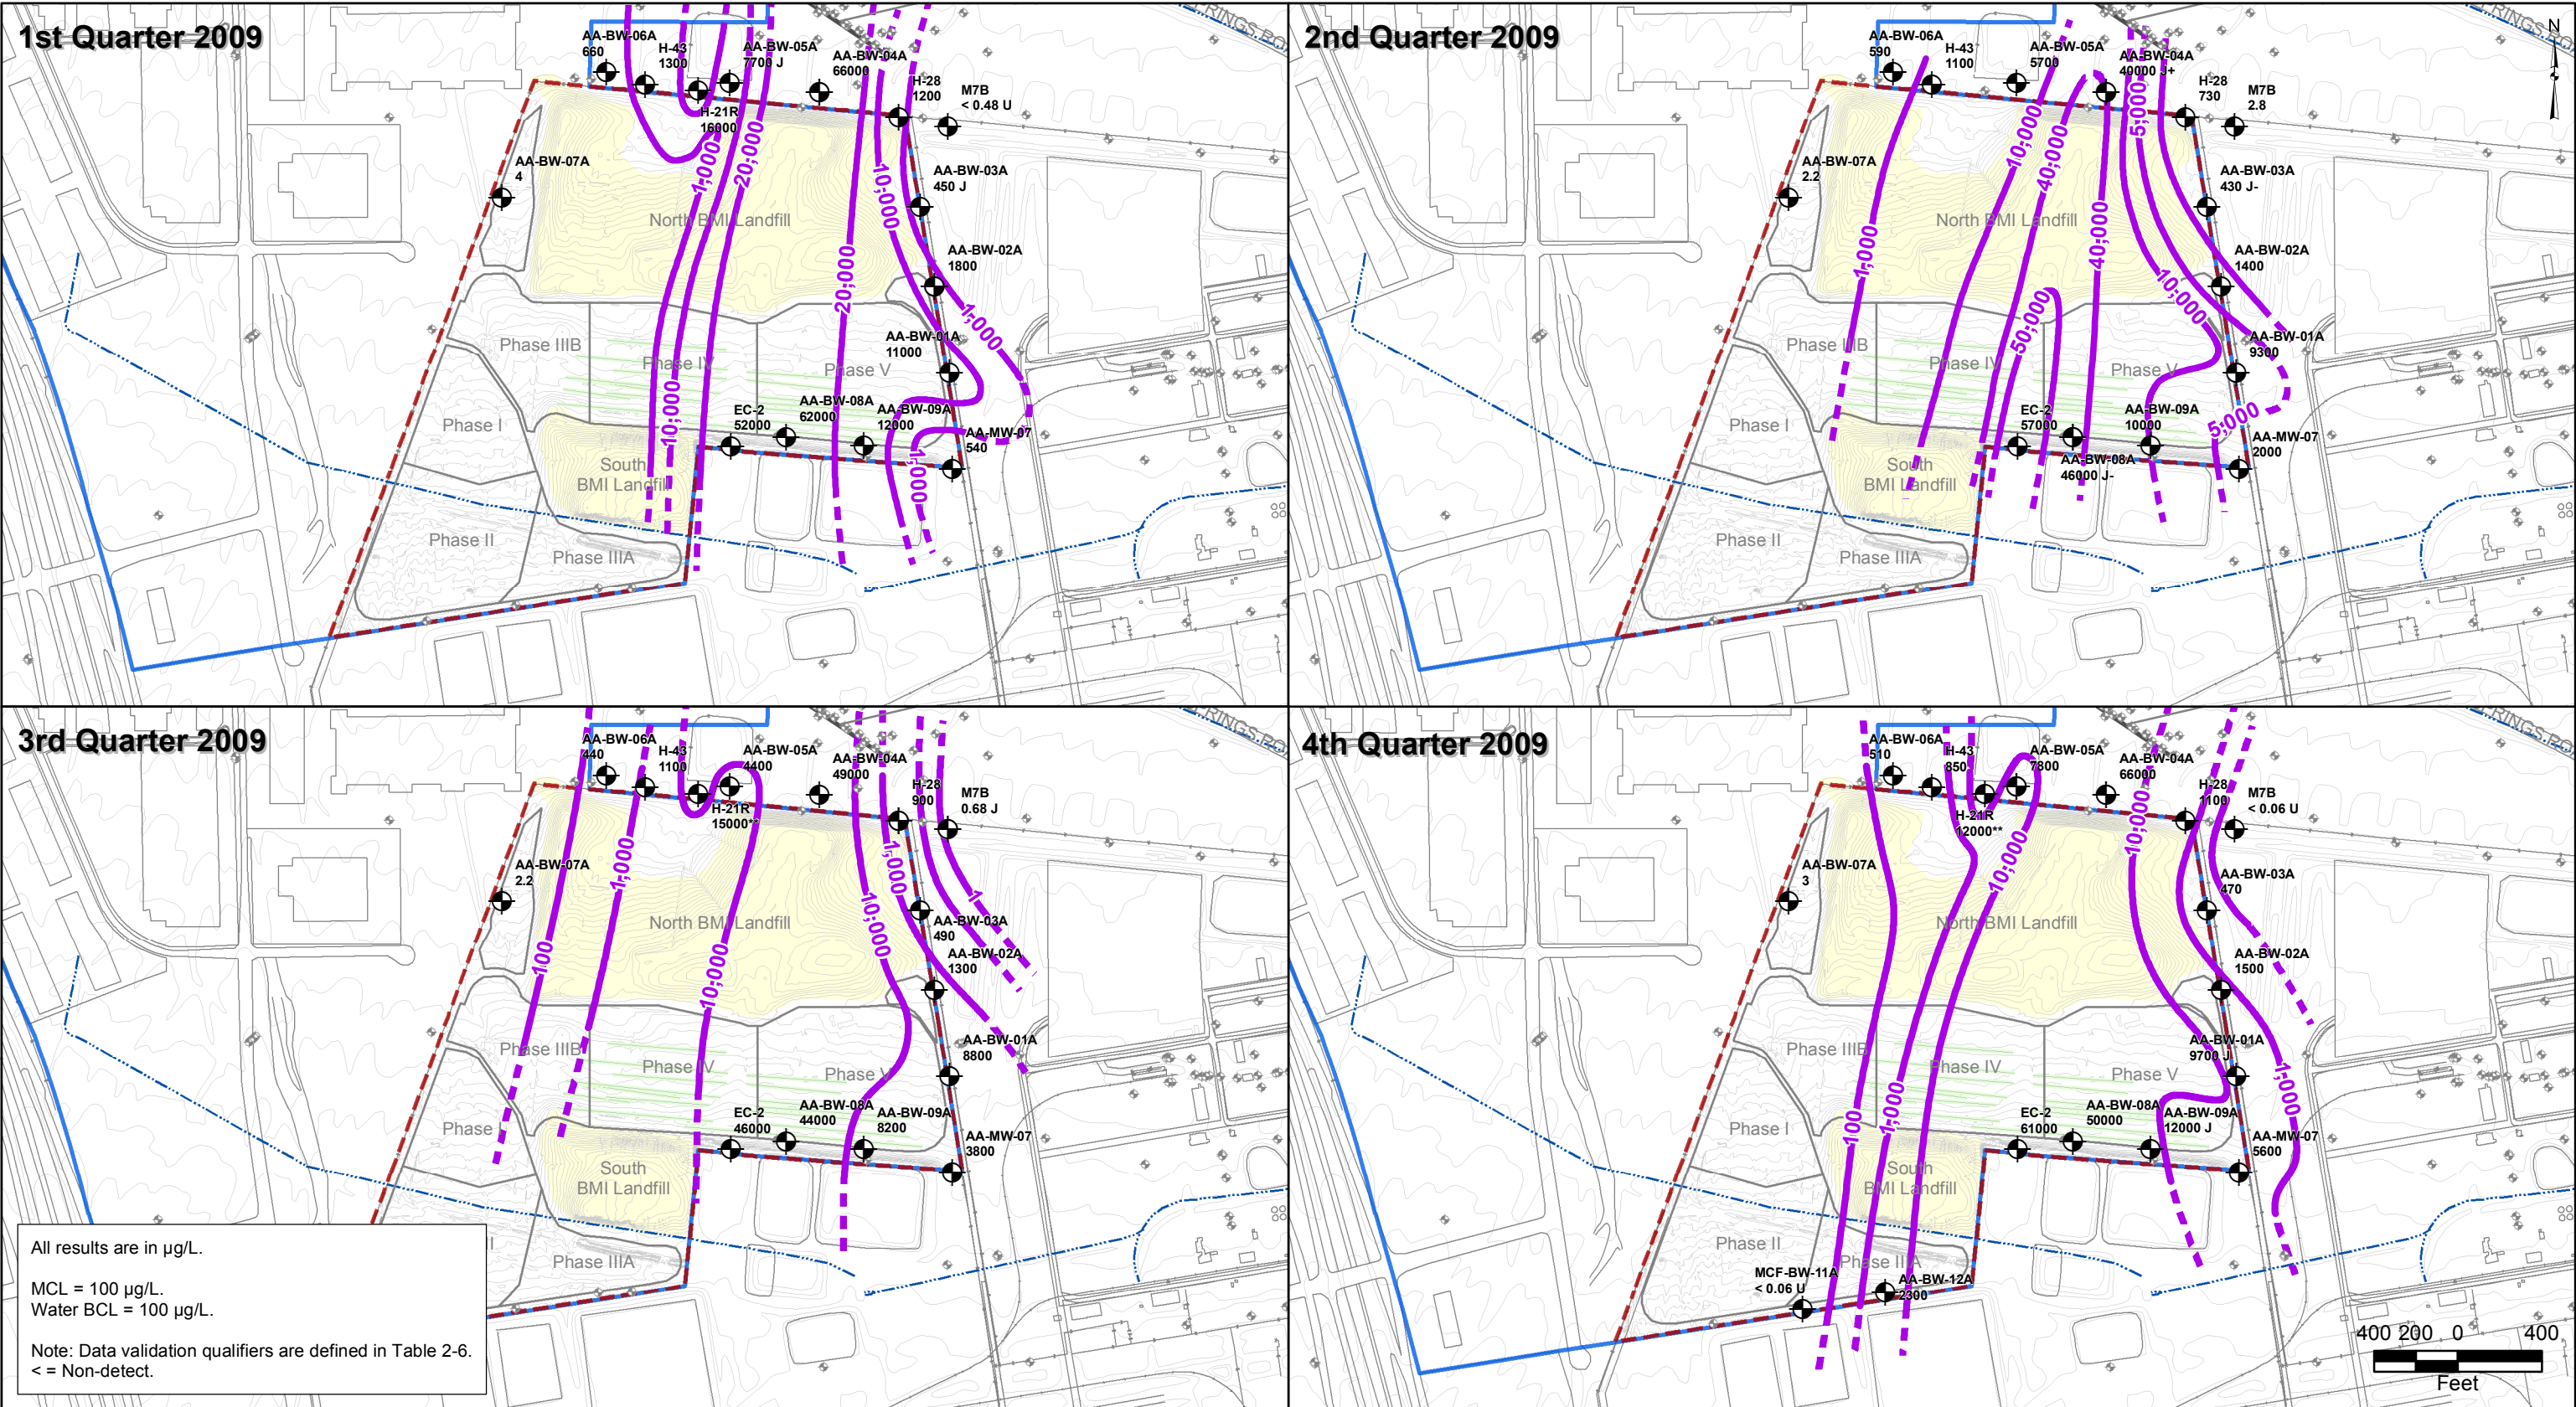 1st Quarter 2009
AA-BW-06A
660
H-43
1300
AA-BW-05A
7700 J
AA-BW-04A
66000
H-28
1200
M7B
< 0.48 U
H-21R
16000
AA-BW-07A
4
AA-BW-03A
450 J
AA-BW-02A
1800
AA-BW-01A
11000
EC-2
52000
AA-BW-08A
62000
AA-BW-09A
12000
AA-MW-07
540
1,000
20,000
20,000
10,000
1,000
10,000
1,000
North BMI Landfill
Phase IIIB
Phase IV
Phase V
Phase I
South
BMI Landfill
Phase II
Phase IIIA
2nd Quarter 2009
AA-BW-06A
590
H-43
1100
AA-BW-05A
5700
AA-BW-04A
40000 J+
H-28
730
M7B
2.8
AA-BW-07A
2.2
AA-BW-03A
430 J-
AA-BW-02A
1400
AA-BW-01A
9300
EC-2
57000
AA-BW-08A
46000 J-
AA-BW-09A
10000
AA-MW-07
2000
1,000
10,000
40,000
40,000
5,000
10,000
50,000
5,000
North BMI Landfill
Phase IIIB
Phase IV
Phase V
Phase I
South
BMI Landfill
Phase II
Phase IIIA
N
3rd Quarter 2009
AA-BW-06A
440
H-43
1100
AA-BW-05A
4400
AA-BW-04A
49000
H-28
900
M7B
0.68 J
H-21R
15000**
AA-BW-07A
2.2
AA-BW-03A
490
AA-BW-02A
1300
AA-BW-01A
8800
EC-2
46000
AA-BW-08A
44000
AA-BW-09A
8200
AA-MW-07
3800
100
1,000
10,000
10,000
1,000
1
North BMI Landfill
Phase IIIB
Phase IV
Phase V
Phase I
South
BMI Landfill
Phase IIIA
All results are in µg/L.
MCL = 100 µg/L.
Water BCL = 100 µg/L.
Note: Data validation qualifiers are defined in Table 2-6.
< = Non-detect.
4th Quarter 2009
AA-BW-06A
510
H-43
850
AA-BW-05A
7800
AA-BW-04A
66000
H-28
1100
M7B
< 0.06 U
H-21R
12000**
AA-BW-07A
3
AA-BW-03A
470
AA-BW-02A
1500
AA-BW-01A
9700 J
EC-2
61000
AA-BW-08A
50000
AA-BW-09A
12000 J
AA-MW-07
5600
MCF-BW-11A
< 0.06 U
AA-BW-12A
2300
100
1,000
10,000
10,000
1,000
North BMI Landfill
Phase IIIB
Phase IV
Phase V
Phase I
South
BMI Landfill
Phase II
Phase IIIA
400 200 0 400
Feet